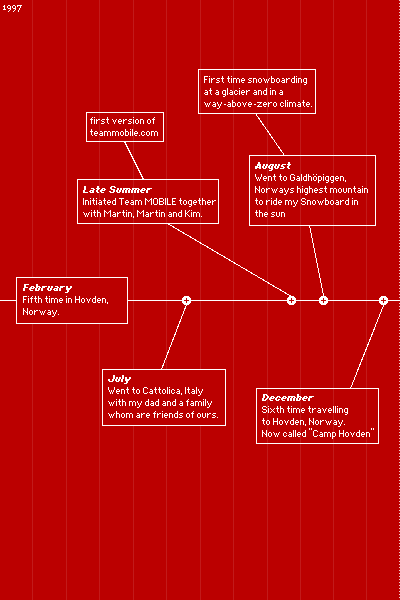 1997
First time snowboarding
at a glacier and in a
way-above-zero climate.
first version of
teammobile.com
August
Went to Galdhöpiggen,
Norways highest mountain
to ride my Snowboard in
the sun
Late Summer
Initiated Team MOBILE together
with Martin, Martin and Kim.
February
Fifth time in Hovden,
Norway.
July
Went to Cattolica, Italy
with my dad and a family
whom are friends of ours.
December
Sixth time travelling
to Hovden, Norway.
Now called "Camp Hovden"